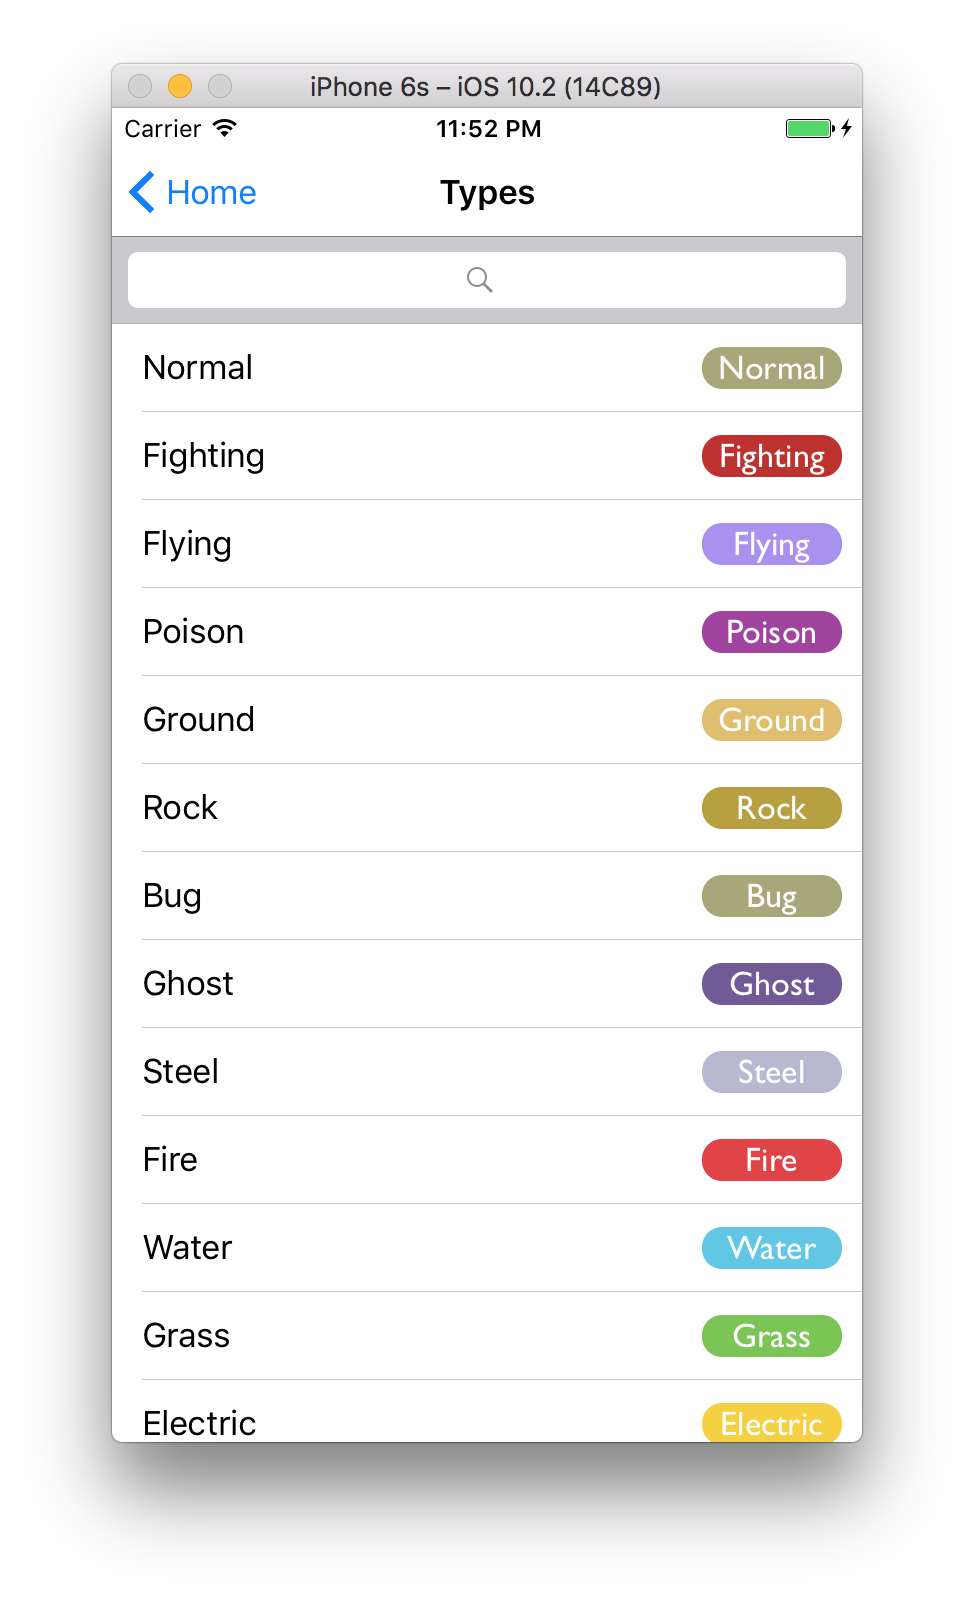 iPhone 6s – iOS 10.2 (14C89)
Carrier 11:52 PM
Home Types
Normal Normal
Fighting Fighting
Flying Flying
Poison Poison
Ground Ground
Rock Rock
Bug Bug
Ghost Ghost
Steel Steel
Fire Fire
Water Water
Grass Grass
Electric Electric